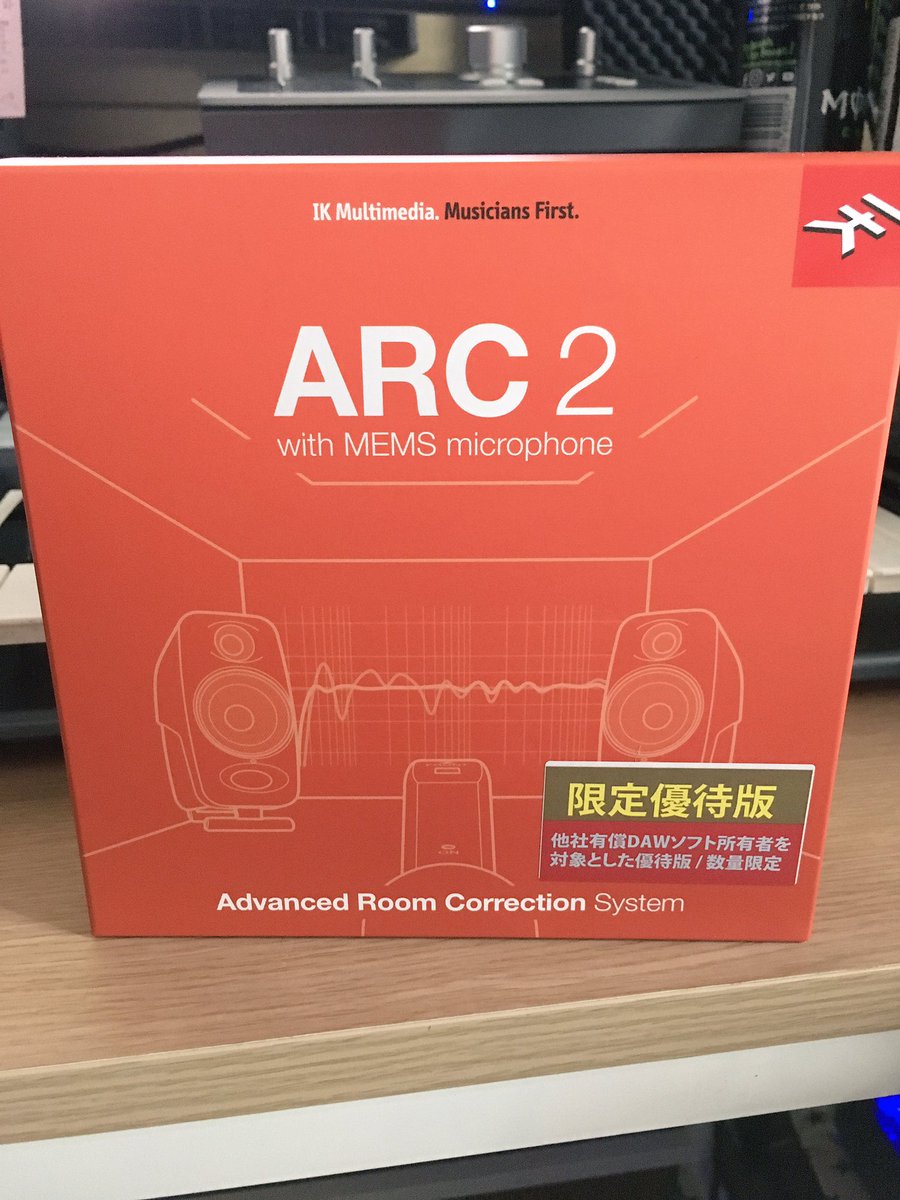 IK Multimedia. Musicians First.
IK
ARC 2
with MEMS microphone
限定優待版
他社有償DAWソフト所有者を
対象とした優待版 / 数量限定
Advanced Room Correction System